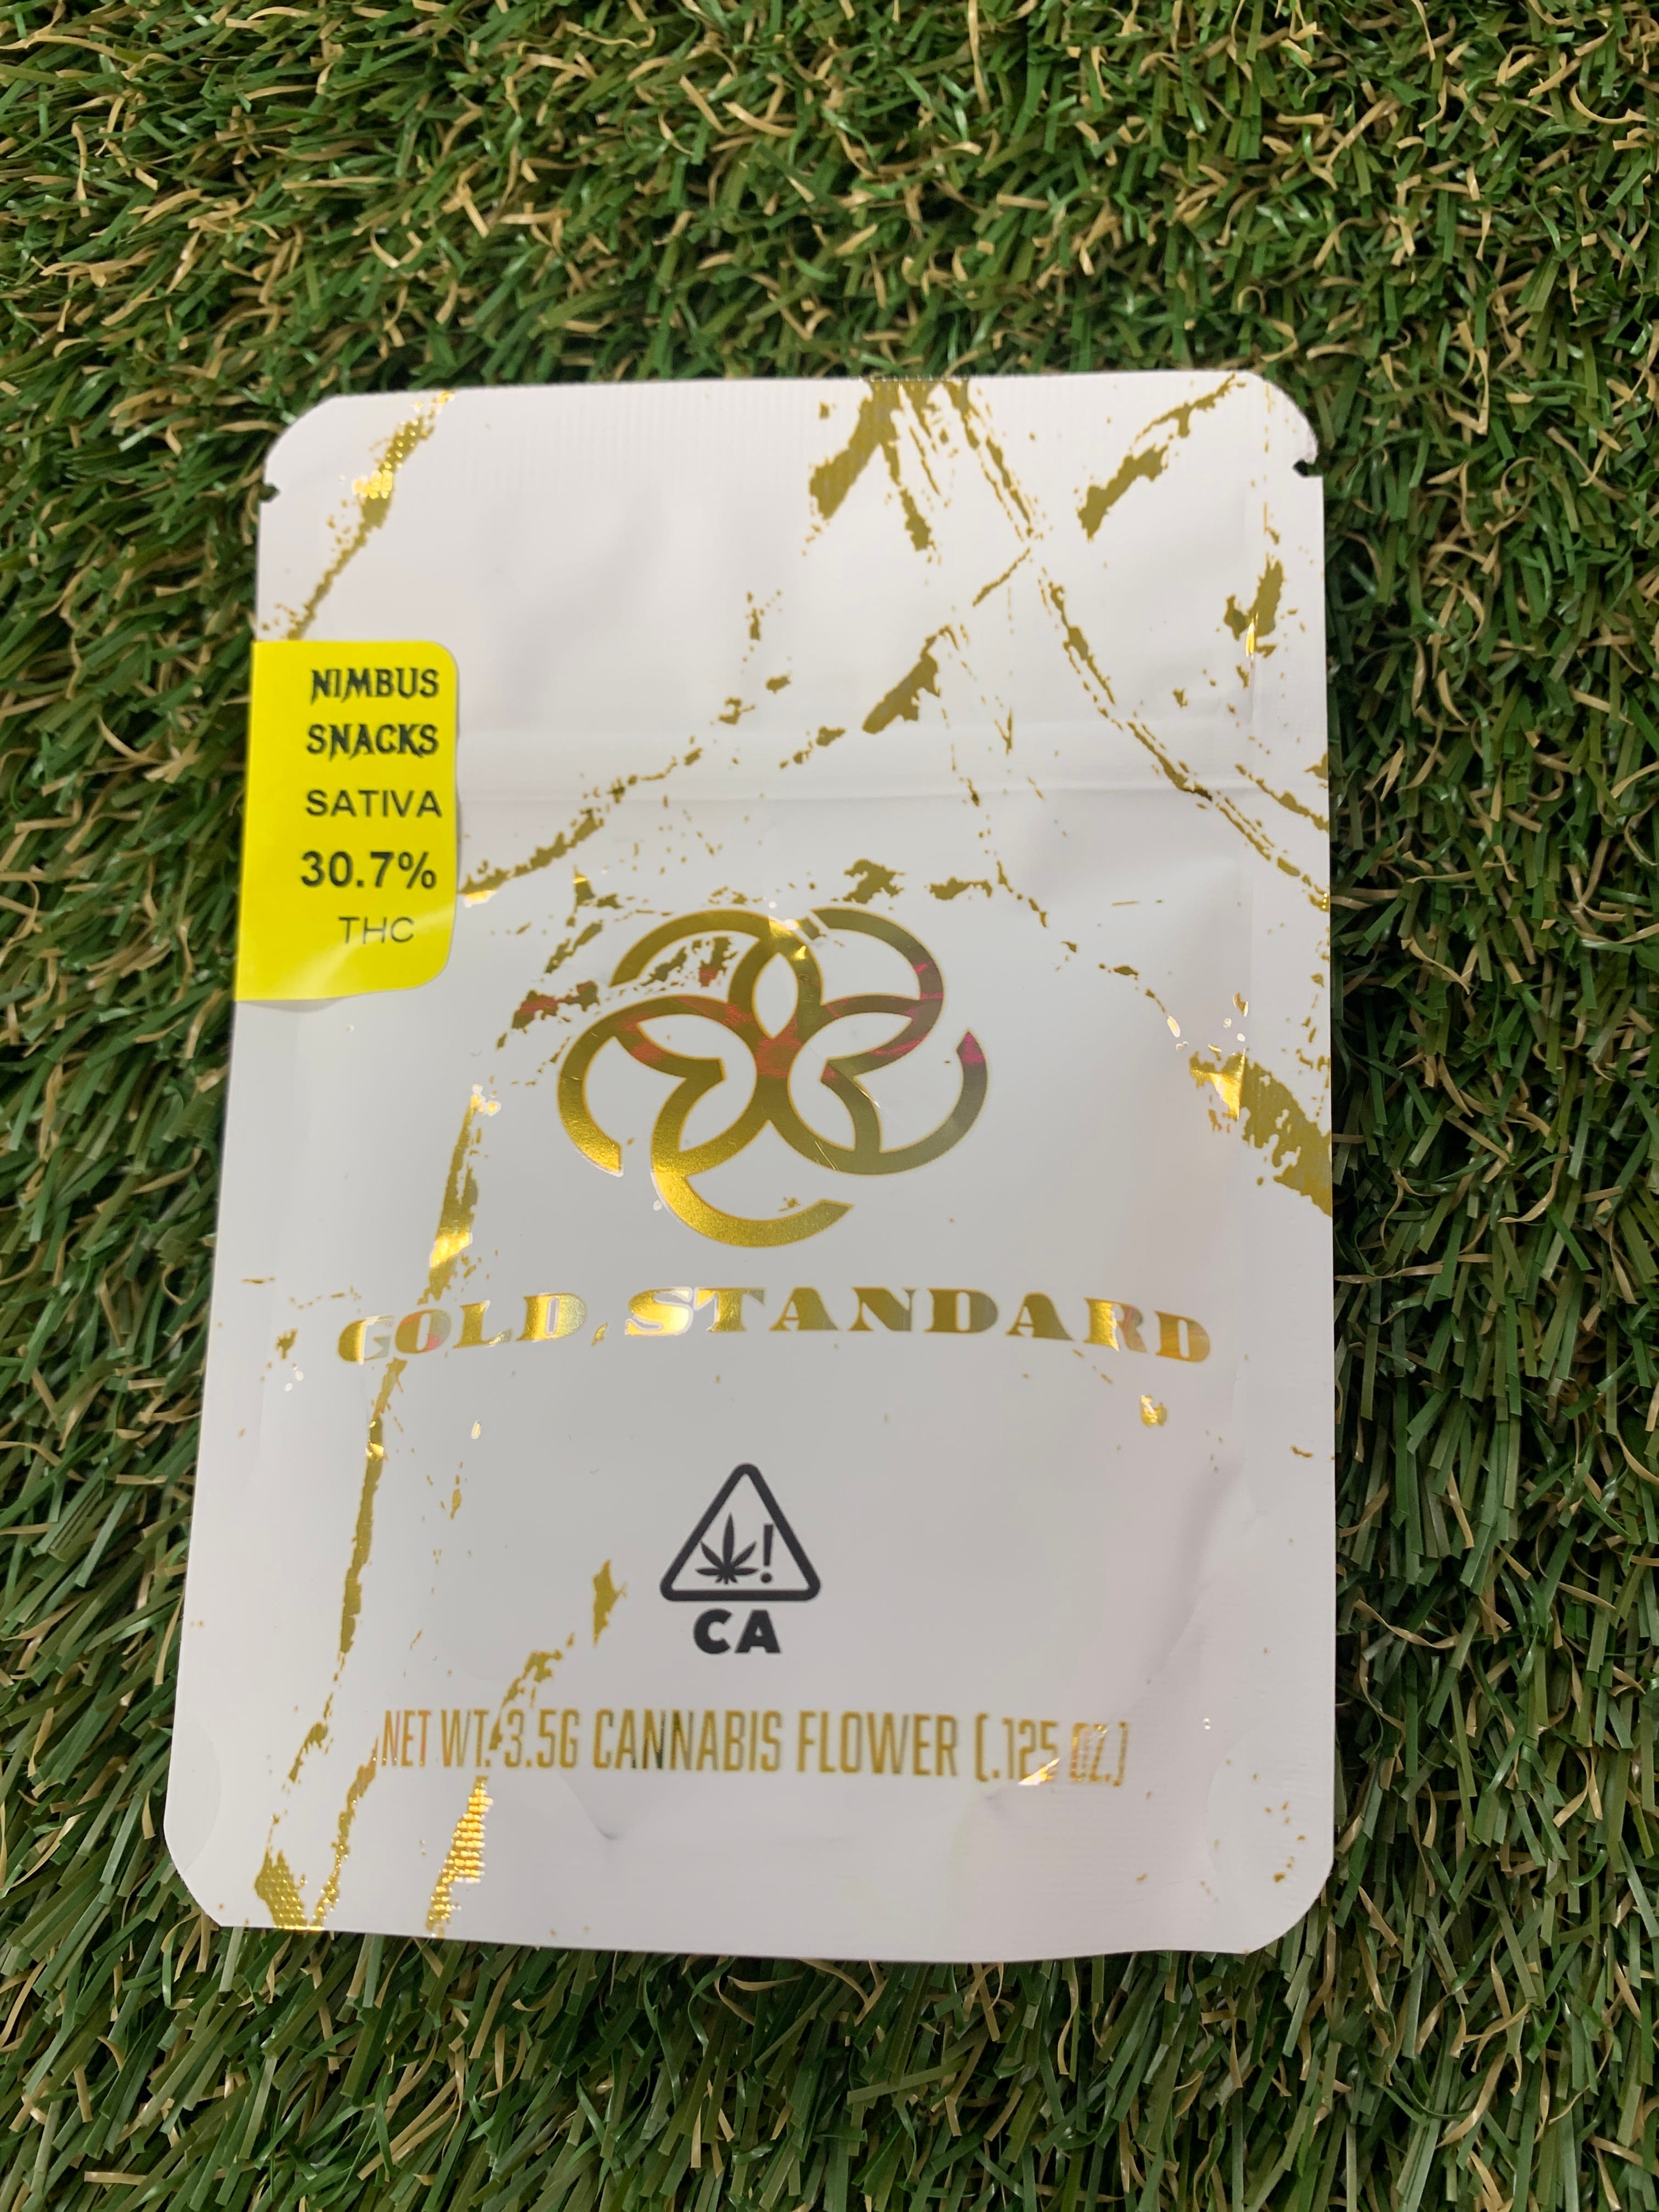 NIMBUS
SNACKS
SATIVA
30.7%
THC
GOLD STANDARD
!
CA
NET WT. 3.5G CANNABIS FLOWER (.125 OZ.)